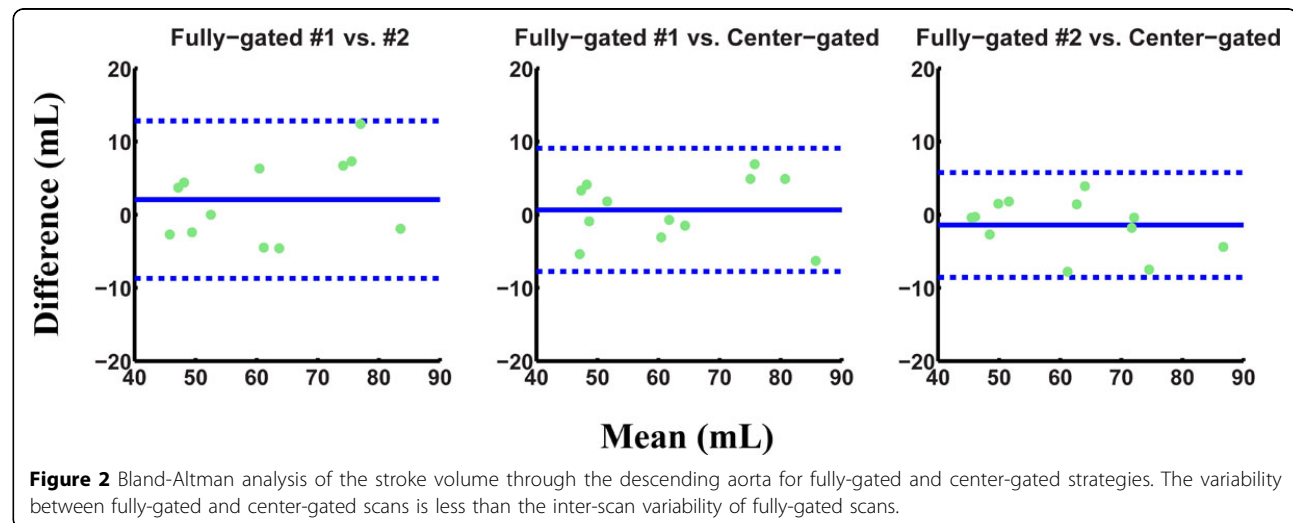 Fully−gated #1 vs. #2
Fully−gated #1 vs. Center−gated
Fully−gated #2 vs. Center−gated
Difference (mL)
20
10
0
−10
−20
40 50 60 70 80 90
20
10
0
−10
−20
40 50 60 70 80 90
20
10
0
−10
−20
40 50 60 70 80 90
Mean (mL)
Figure 2 Bland-Altman analysis of the stroke volume through the descending aorta for fully-gated and center-gated strategies. The variability
between fully-gated and center-gated scans is less than the inter-scan variability of fully-gated scans.